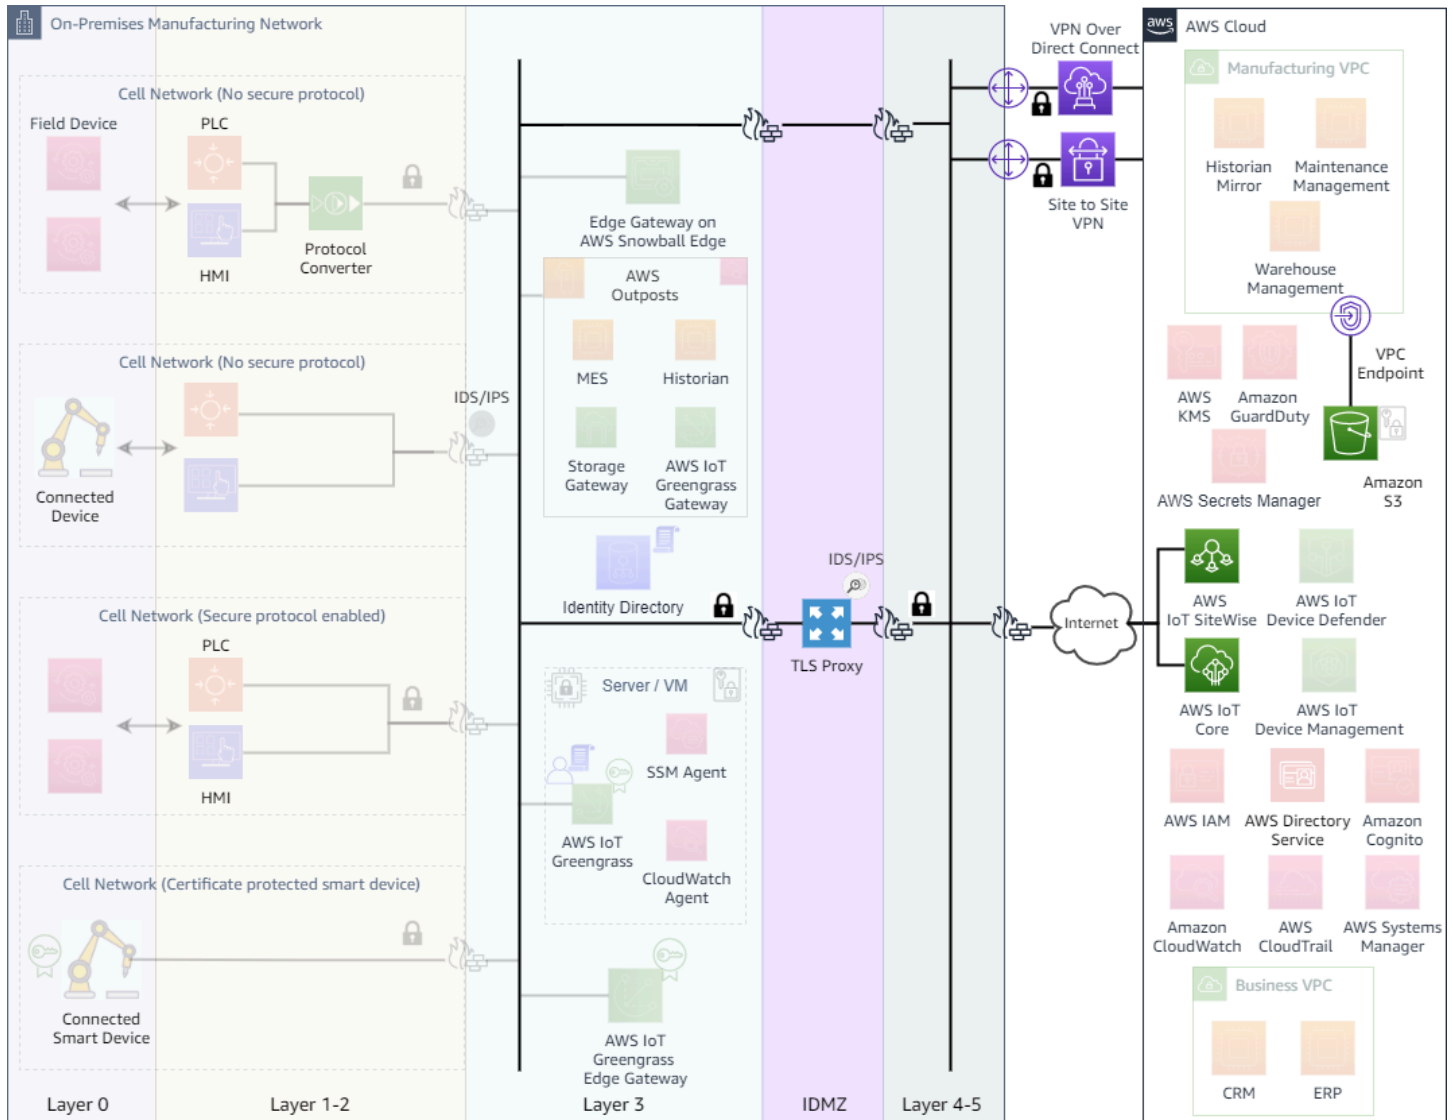 On-Premises Manufacturing Network
Cell Network (No secure protocol)
Field Device
PLC
HMI
Protocol
Converter
Cell Network (No secure protocol)
Connected
Device
IDS/IPS
Cell Network (Secure protocol enabled)
PLC
HMI
Cell Network (Certificate protected smart device)
Connected
Smart Device
Edge Gateway on
AWS Snowball Edge
AWS
Outposts
MES
Historian
Storage
Gateway
AWS IoT
Greengrass
Gateway
Identity Directory
Server / VM
SSM Agent
AWS IoT
Greengrass
CloudWatch
Agent
AWS IoT
Greengrass
Edge Gateway
IDS/IPS
TLS Proxy
Layer 0
Layer 1-2
Layer 3
IDMZ
Layer 4-5
VPN Over
Direct Connect
Site to Site
VPN
Internet
aws
AWS Cloud
Manufacturing VPC
Historian
Mirror
Maintenance
Management
Warehouse
Management
VPC
Endpoint
AWS
KMS
Amazon
GuardDuty
Amazon
S3
AWS Secrets Manager
AWS
IoT SiteWise
AWS IoT
Device Defender
AWS IoT
Core
AWS IoT
Device Management
AWS IAM
AWS Directory
Service
Amazon
Cognito
Amazon
CloudWatch
AWS
CloudTrail
AWS Systems
Manager
Business VPC
CRM
ERP